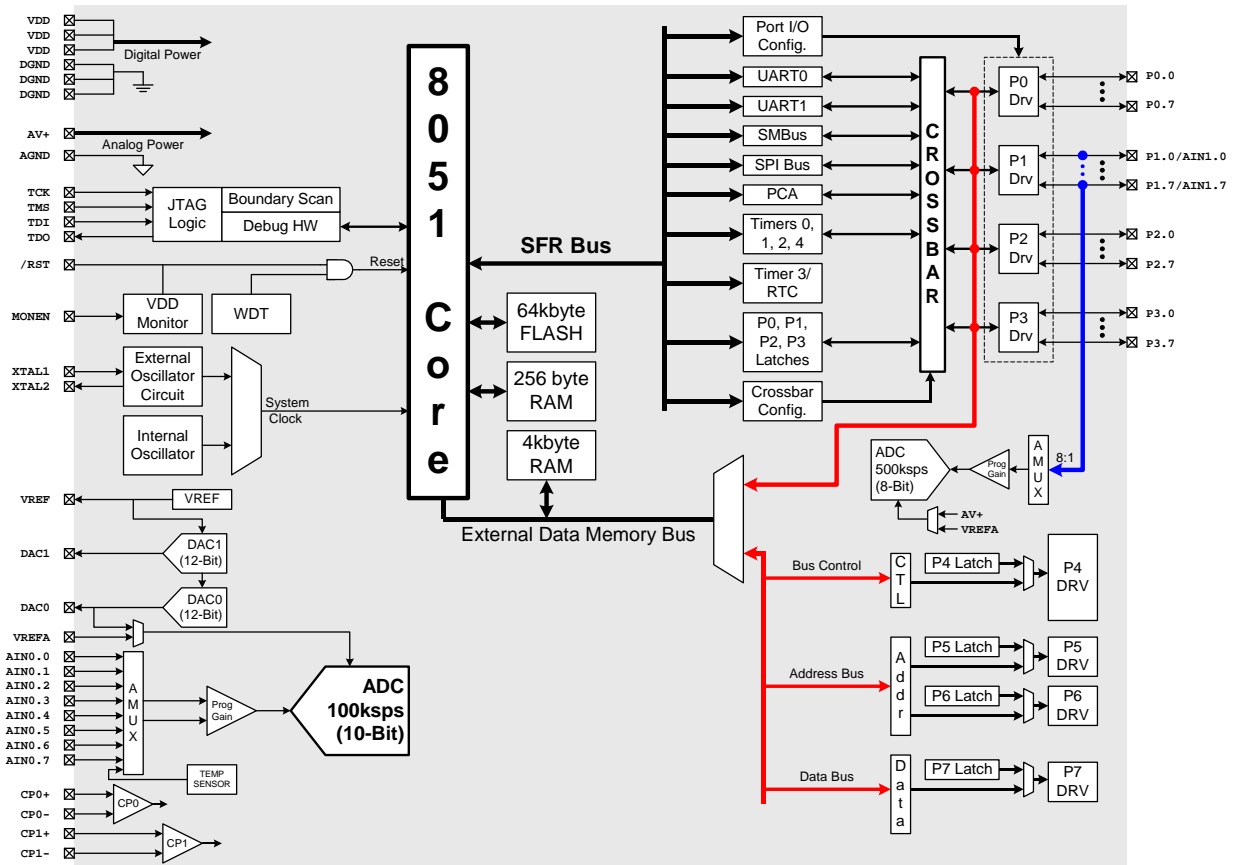 VDD
VDD
VDD
Digital Power
DGND
DGND
DGND
AV+
Analog Power
AGND
TCK
TMS
TDI
TDO
JTAG
Logic
Boundary Scan
Debug HW
/RST
Reset
MONEN
VDD
Monitor
WDT
XTAL1
XTAL2
External
Oscillator
Circuit
Internal
Oscillator
System
Clock
VREF
VREF
DAC1
DAC1
(12-Bit)
DAC0
DAC0
(12-Bit)
VREFA
AIN0.0
AIN0.1
AIN0.2
AIN0.3
AIN0.4
AIN0.5
AIN0.6
AIN0.7
A
M
U
X
Prog
Gain
ADC
100ksps
(10-Bit)
TEMP
SENSOR
CP0+
CP0-
CP0
CP1+
CP1-
CP1
8
0
5
1
C
o
r
e
SFR Bus
64kbyte
FLASH
256 byte
RAM
4kbyte
RAM
External Data Memory Bus
Port I/O
Config.
UART0
UART1
SMBus
SPI Bus
PCA
Timers 0,
1, 2, 4
Timer 3/
RTC
P0, P1,
P2, P3
Latches
Crossbar
Config.
C
R
O
S
S
B
A
R
P0
Drv
P1
Drv
P2
Drv
P3
Drv
P0.0
P0.7
P1.0/AIN1.0
P1.7/AIN1.7
P2.0
P2.7
P3.0
P3.7
ADC
500ksps
(8-Bit)
Prog
Gain
A
M
U
X
8:1
AV+
VREFA
Bus Control
C
T
L
P4 Latch
P4
DRV
Address Bus
A
d
d
r
P5 Latch
P5
DRV
P6 Latch
P6
DRV
Data Bus
D
a
t
a
P7 Latch
P7
DRV